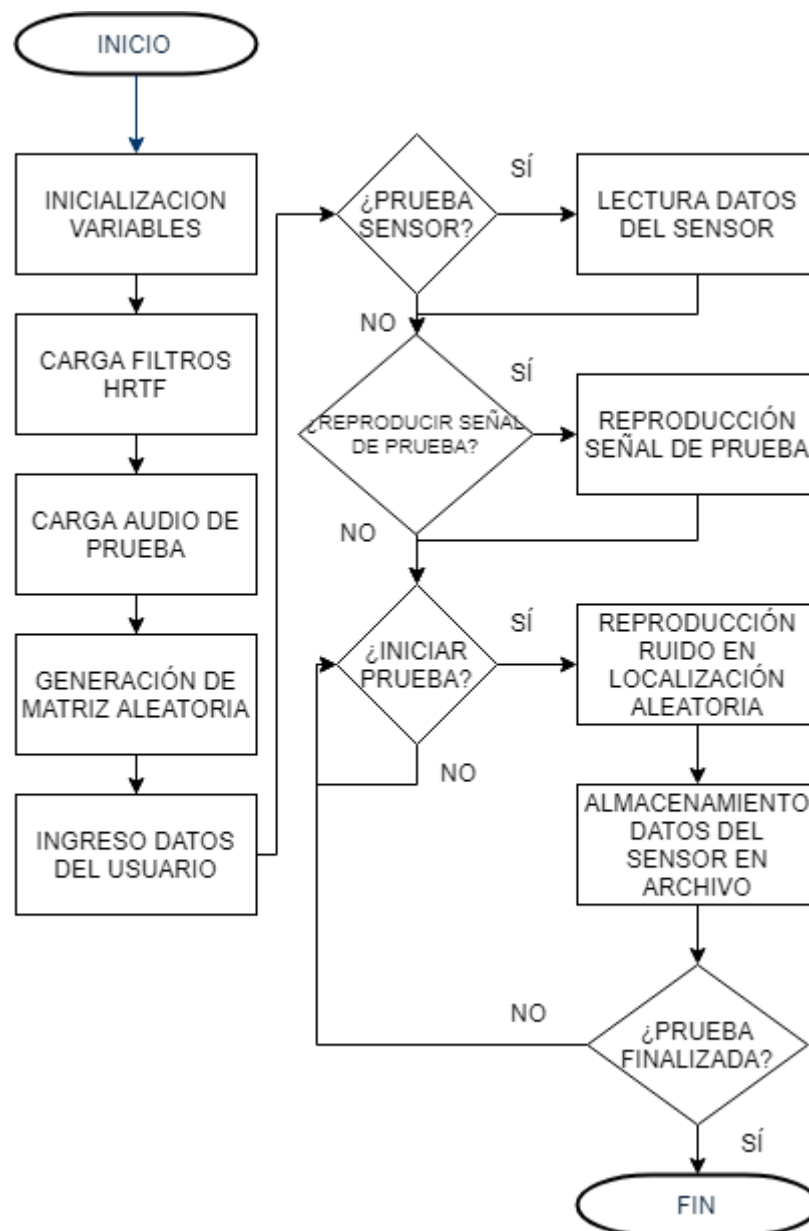 INICIO
INICIALIZACION
VARIABLES
CARGA FILTROS
HRTF
CARGA AUDIO DE
PRUEBA
GENERACIÓN DE
MATRIZ ALEATORIA
INGRESO DATOS
DEL USUARIO
¿PRUEBA
SENSOR?
SÍ
LECTURA DATOS
DEL SENSOR
NO
¿REPRODUCIR SEÑAL
DE PRUEBA?
SÍ
REPRODUCCIÓN
SEÑAL DE PRUEBA
NO
¿INICIAR
PRUEBA?
SÍ
REPRODUCCIÓN
RUIDO EN
LOCALIZACIÓN
ALEATORIA
NO
ALMACENAMIENTO
DATOS DEL
SENSOR EN
ARCHIVO
¿PRUEBA
FINALIZADA?
NO
SÍ
FIN